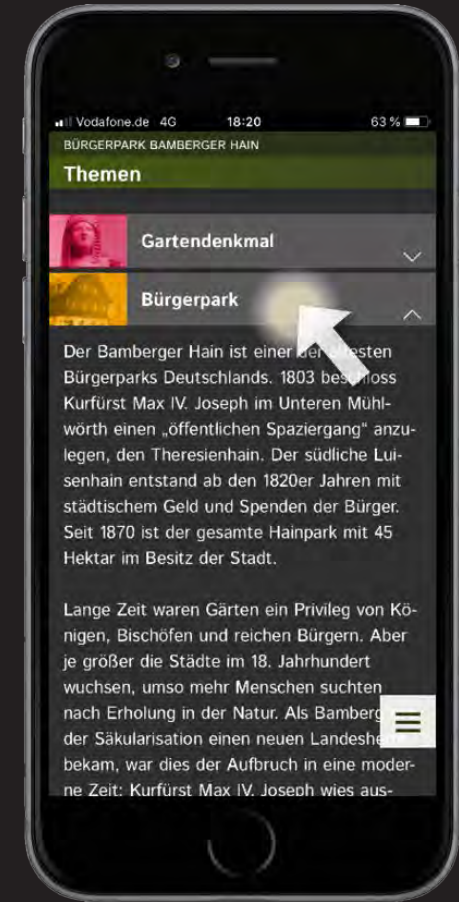 Vodafone.de 4G 18:20 63 %
BÜRGERPARK BAMBERGER HAIN
Themen
Gartendenkmal
Bürgerpark
Der Bamberger Hain ist einer der ältesten
Bürgerparks Deutschlands. 1803 beschloss
Kurfürst Max IV. Joseph im Unteren Mühl-
wörth einen „öffentlichen Spaziergang“ anzu-
legen, den Theresienhain. Der südliche Lui-
senhain entstand ab den 1820er Jahren mit
städtischem Geld und Spenden der Bürger.
Seit 1870 ist der gesamte Hainpark mit 45
Hektar im Besitz der Stadt.
Lange Zeit waren Gärten ein Privileg von Kö-
nigen, Bischöfen und reichen Bürgern. Aber
je größer die Städte im 18. Jahrhundert
wuchsen, umso mehr Menschen suchten
nach Erholung in der Natur. Als Bamberg
der Säkularisation einen neuen
bekam, war dies der Aufbruch in eine moder-
ne Zeit: Kurfürst Max IV. Joseph wies aus-